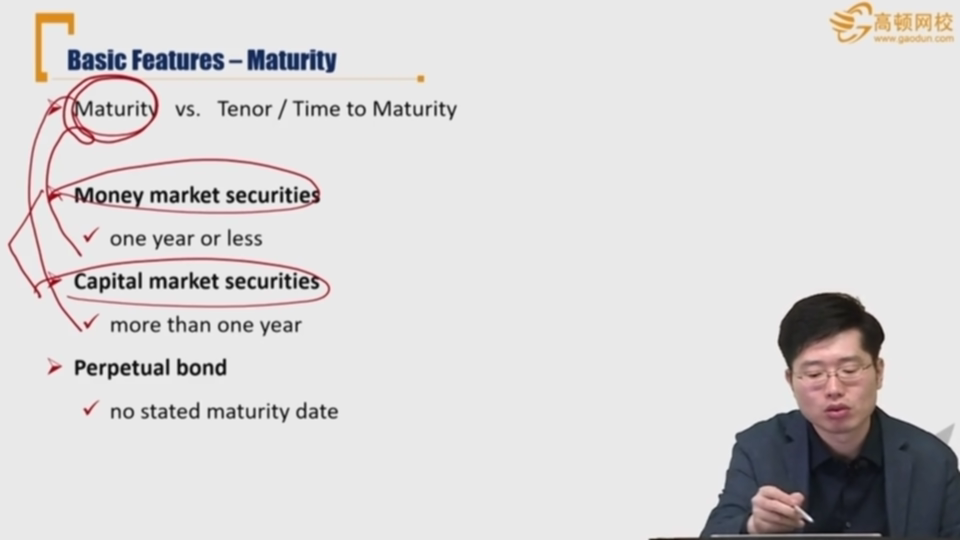 高顿网校
www.gaodun.com
Basic Features – Maturity
Maturity vs. Tenor / Time to Maturity
Money market securities
one year or less
Capital market securities
more than one year
Perpetual bond
no stated maturity date